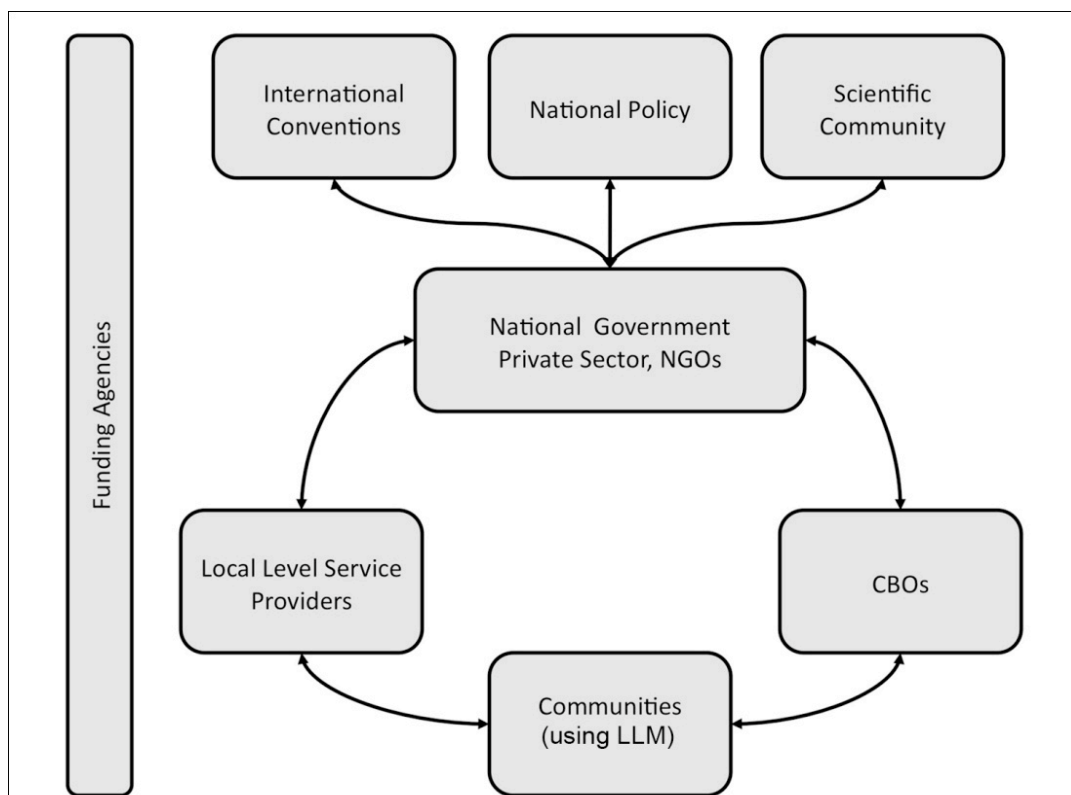 Funding Agencies
International
Conventions
National Policy
Scientific
Community
National Government
Private Sector, NGOs
Local Level Service
Providers
CBOs
Communities
(using LLM)